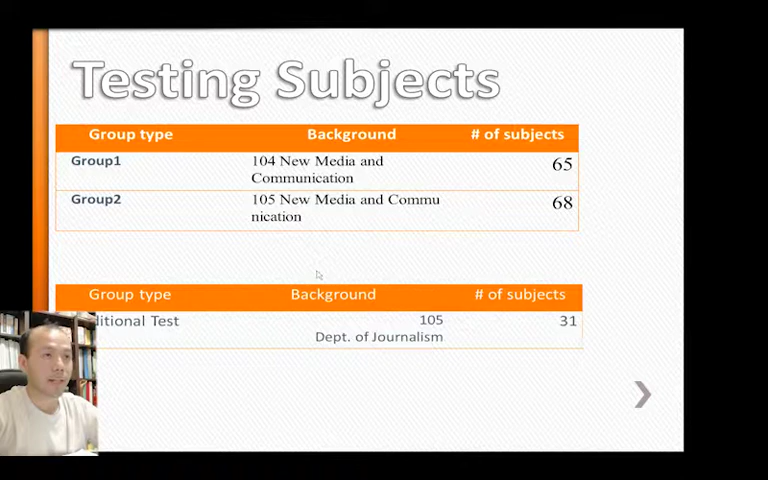 Testing Subjects
Group type Background # of subjects
Group1 104 New Media and 65
Communication
Group2 105 New Media and Commu 68
nication
Group type Background # of subjects
ditional Test 105 31
Dept. of Journalism